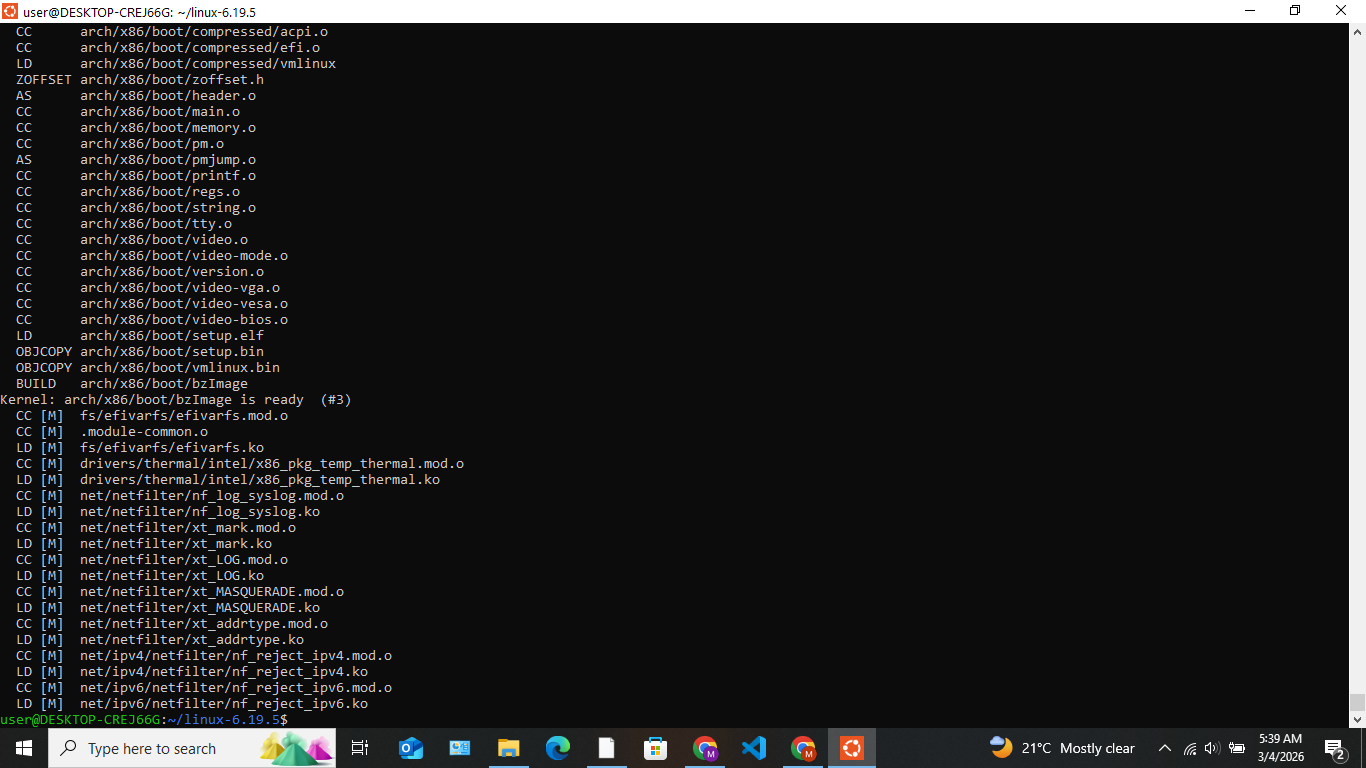 user@DESKTOP-CREJ66G: ~/linux-6.19.5
CC arch/x86/boot/compressed/acpi.o
CC arch/x86/boot/compressed/efi.o
LD arch/x86/boot/compressed/vmlinux
ZOFFSET arch/x86/boot/zoffset.h
AS arch/x86/boot/header.o
CC arch/x86/boot/main.o
CC arch/x86/boot/memory.o
CC arch/x86/boot/pm.o
AS arch/x86/boot/pmjump.o
CC arch/x86/boot/printf.o
CC arch/x86/boot/regs.o
CC arch/x86/boot/string.o
CC arch/x86/boot/tty.o
CC arch/x86/boot/video.o
CC arch/x86/boot/video-mode.o
CC arch/x86/boot/version.o
CC arch/x86/boot/video-vga.o
CC arch/x86/boot/video-vesa.o
CC arch/x86/boot/video-bios.o
LD arch/x86/boot/setup.elf
OBJCOPY arch/x86/boot/setup.bin
OBJCOPY arch/x86/boot/vmlinux.bin
BUILD arch/x86/boot/bzImage
Kernel: arch/x86/boot/bzImage is ready (#3)
CC [M] fs/efivarfs/efivarfs.mod.o
CC [M] .module-common.o
LD [M] fs/efivarfs/efivarfs.ko
CC [M] drivers/thermal/intel/x86_pkg_temp_thermal.mod.o
LD [M] drivers/thermal/intel/x86_pkg_temp_thermal.ko
CC [M] net/netfilter/nf_log_syslog.mod.o
LD [M] net/netfilter/nf_log_syslog.ko
CC [M] net/netfilter/xt_mark.mod.o
LD [M] net/netfilter/xt_mark.ko
CC [M] net/netfilter/xt_LOG.mod.o
LD [M] net/netfilter/xt_LOG.ko
CC [M] net/netfilter/xt_MASQUERADE.mod.o
LD [M] net/netfilter/xt_MASQUERADE.ko
CC [M] net/netfilter/xt_addrtype.mod.o
LD [M] net/netfilter/xt_addrtype.ko
CC [M] net/ipv4/netfilter/nf_reject_ipv4.mod.o
LD [M] net/ipv4/netfilter/nf_reject_ipv4.ko
CC [M] net/ipv6/netfilter/nf_reject_ipv6.mod.o
LD [M] net/ipv6/netfilter/nf_reject_ipv6.ko
user@DESKTOP-CREJ66G:~/linux-6.19.5$
Type here to search
21°C Mostly clear
5:39 AM
3/4/2026
2